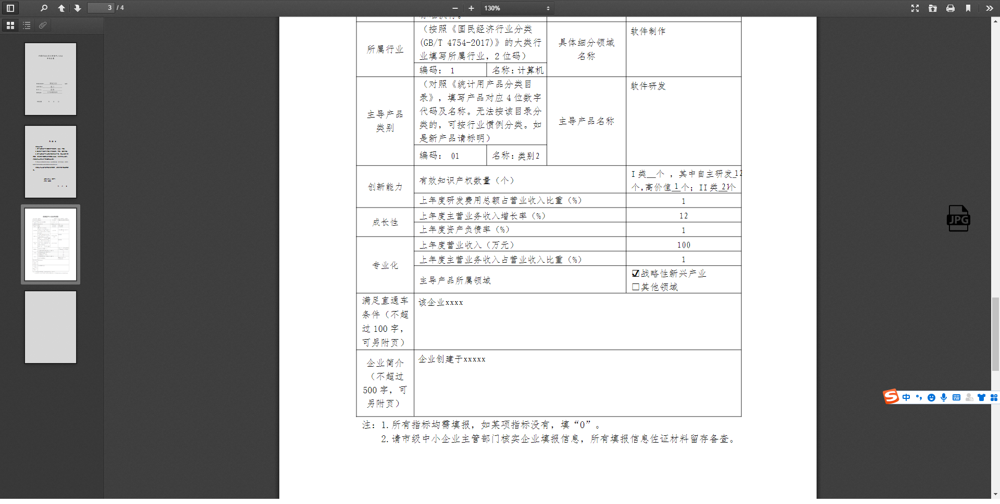 3 / 4
130%
标准执行。
所属行业
（按照《国民经济行业分类
(GB/T 4754-2017)》的大类行
业填写所属行业，2 位码）
编码： 1
名称：计算机
具体细分领域
名称
软件制作
主导产品
类别
（对照《统计用产品分类目
录》，填写产品对应 4 位数字
代码及名称。无法按该目录分
类的，可按行业惯例分类。如
是新产品请标明）
编码： 01
名称：类别2
主导产品名称
软件研发
创新能力
有效知识产权数量（个）
I 类__个 ，其中自主研发 12
个，高价值 1 个；II 类 21个
上年度研发费用总额占营业收入比重（%）
1
成长性
上年度主营业务收入增长率（%）
12
上年度资产负债率（%）
1
专业化
上年度营业收入（万元）
100
上年度主营业务收入占营业收入比重（%）
1
主导产品所属领域
☑战略性新兴产业
☐其他领域
满足直通车
条件（不超
过 100 字，
可另附页）
该企业xxxx
企业简介
（不超过
500 字，可
另附页）
企业创建于xxxxx
注：1.所有指标均需填报，如某项指标没有，填“0”。
2.请市级中小企业主管部门核实企业填报信息，所有填报信息佐证材料留存备查。
JPG
S 中